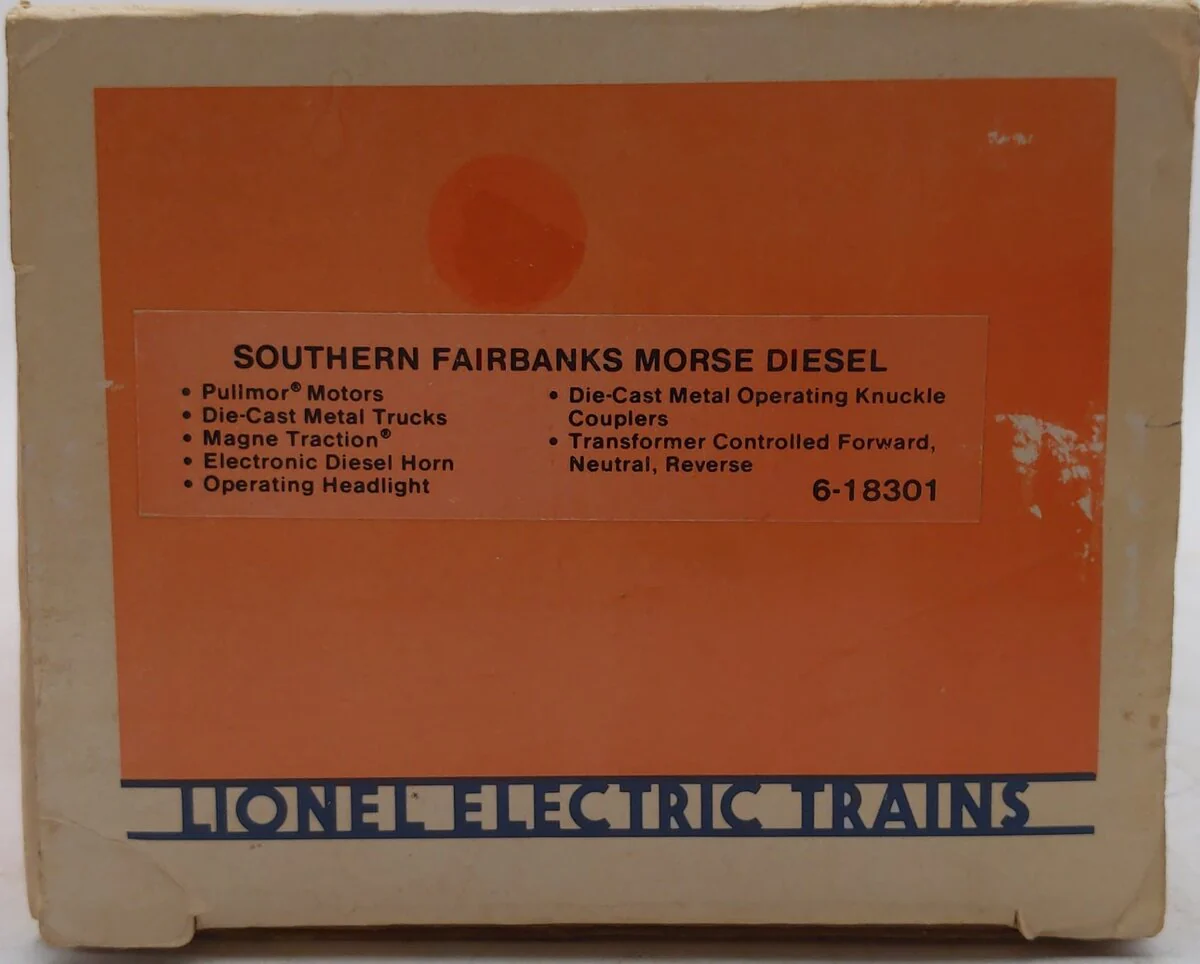 SOUTHERN FAIRBANKS MORSE DIESEL
• Pullmor® Motors
• Die-Cast Metal Trucks
• Magne Traction®
• Electronic Diesel Horn
• Operating Headlight
• Die-Cast Metal Operating Knuckle
Couplers
• Transformer Controlled Forward,
Neutral, Reverse
6-18301
LIONEL ELECTRIC TRAINS